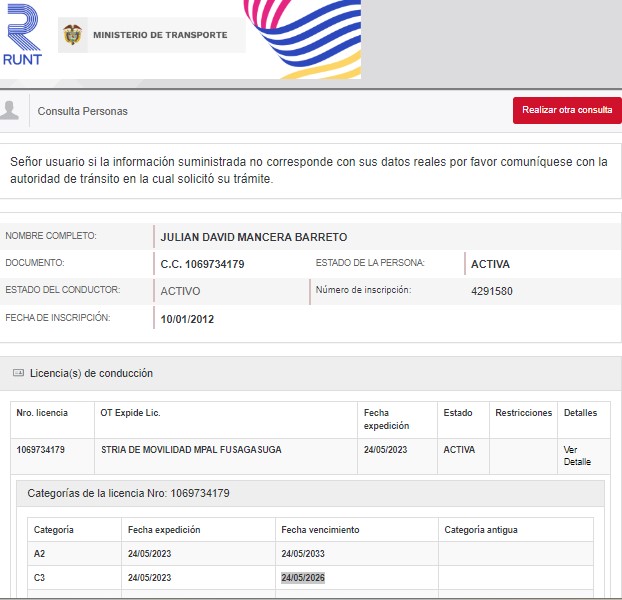 RUNT
MINISTERIO DE TRANSPORTE
Consulta Personas
Realizar otra consulta
Señor usuario si la información suministrada no corresponde con sus datos reales por favor comuníquese con la
autoridad de tránsito en la cual solicitó su trámite.
NOMBRE COMPLETO: JULIAN DAVID MANCERA BARRETO
DOCUMENTO: C.C. 1069734179 ESTADO DE LA PERSONA: ACTIVA
ESTADO DEL CONDUCTOR: ACTIVO Número de inscripción: 4291580
FECHA DE INSCRIPCIÓN: 10/01/2012
Licencia(s) de conducción
Nro. licencia OT Expide Lic. Fecha expedición Estado Restricciones Detalles
1069734179 STRIA DE MOVILIDAD MPAL FUSAGASUGA 24/05/2023 ACTIVA Ver Detalle
Categorías de la licencia Nro: 1069734179
Categoría Fecha expedición Fecha vencimiento Categoría antigua
A2 24/05/2023 24/05/2033
C3 24/05/2023 24/05/2026